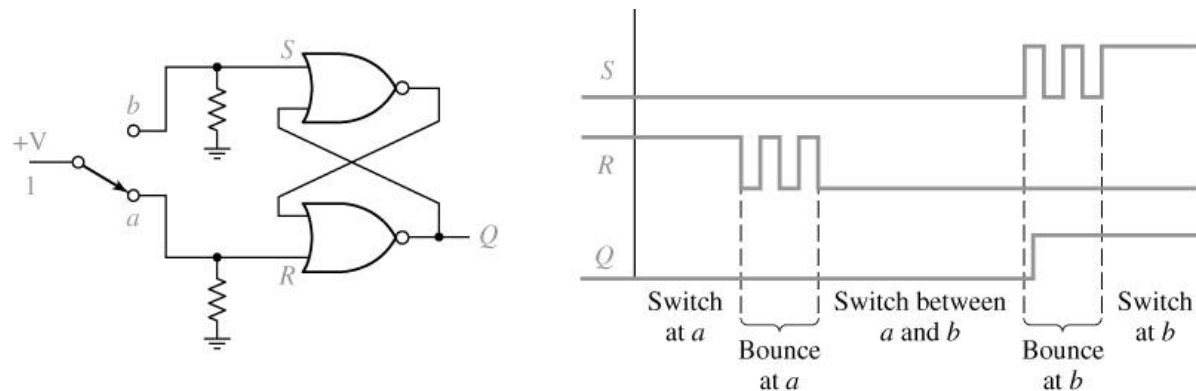 S
b
+V
1
a
R
Q
S
R
Q
Switch
at a
Bounce
at a
Switch between
a and b
Bounce
at b
Switch
at b